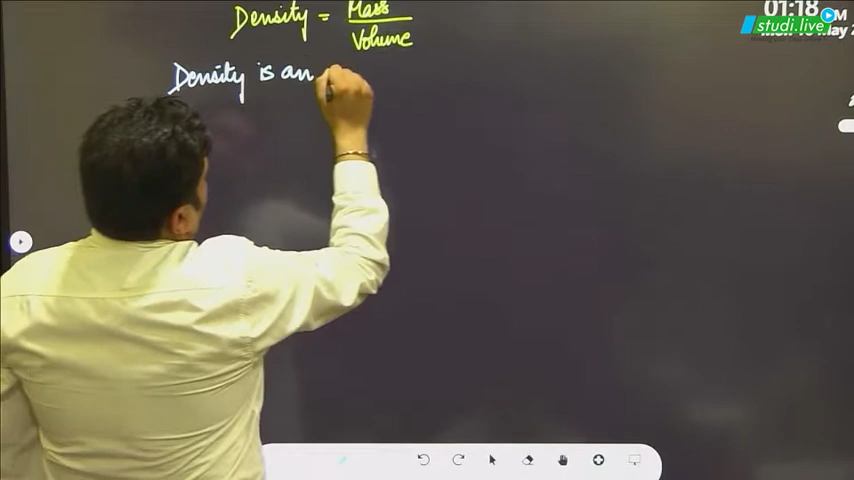 Density = Mass
Volume
Density is an
01:18
studi.live